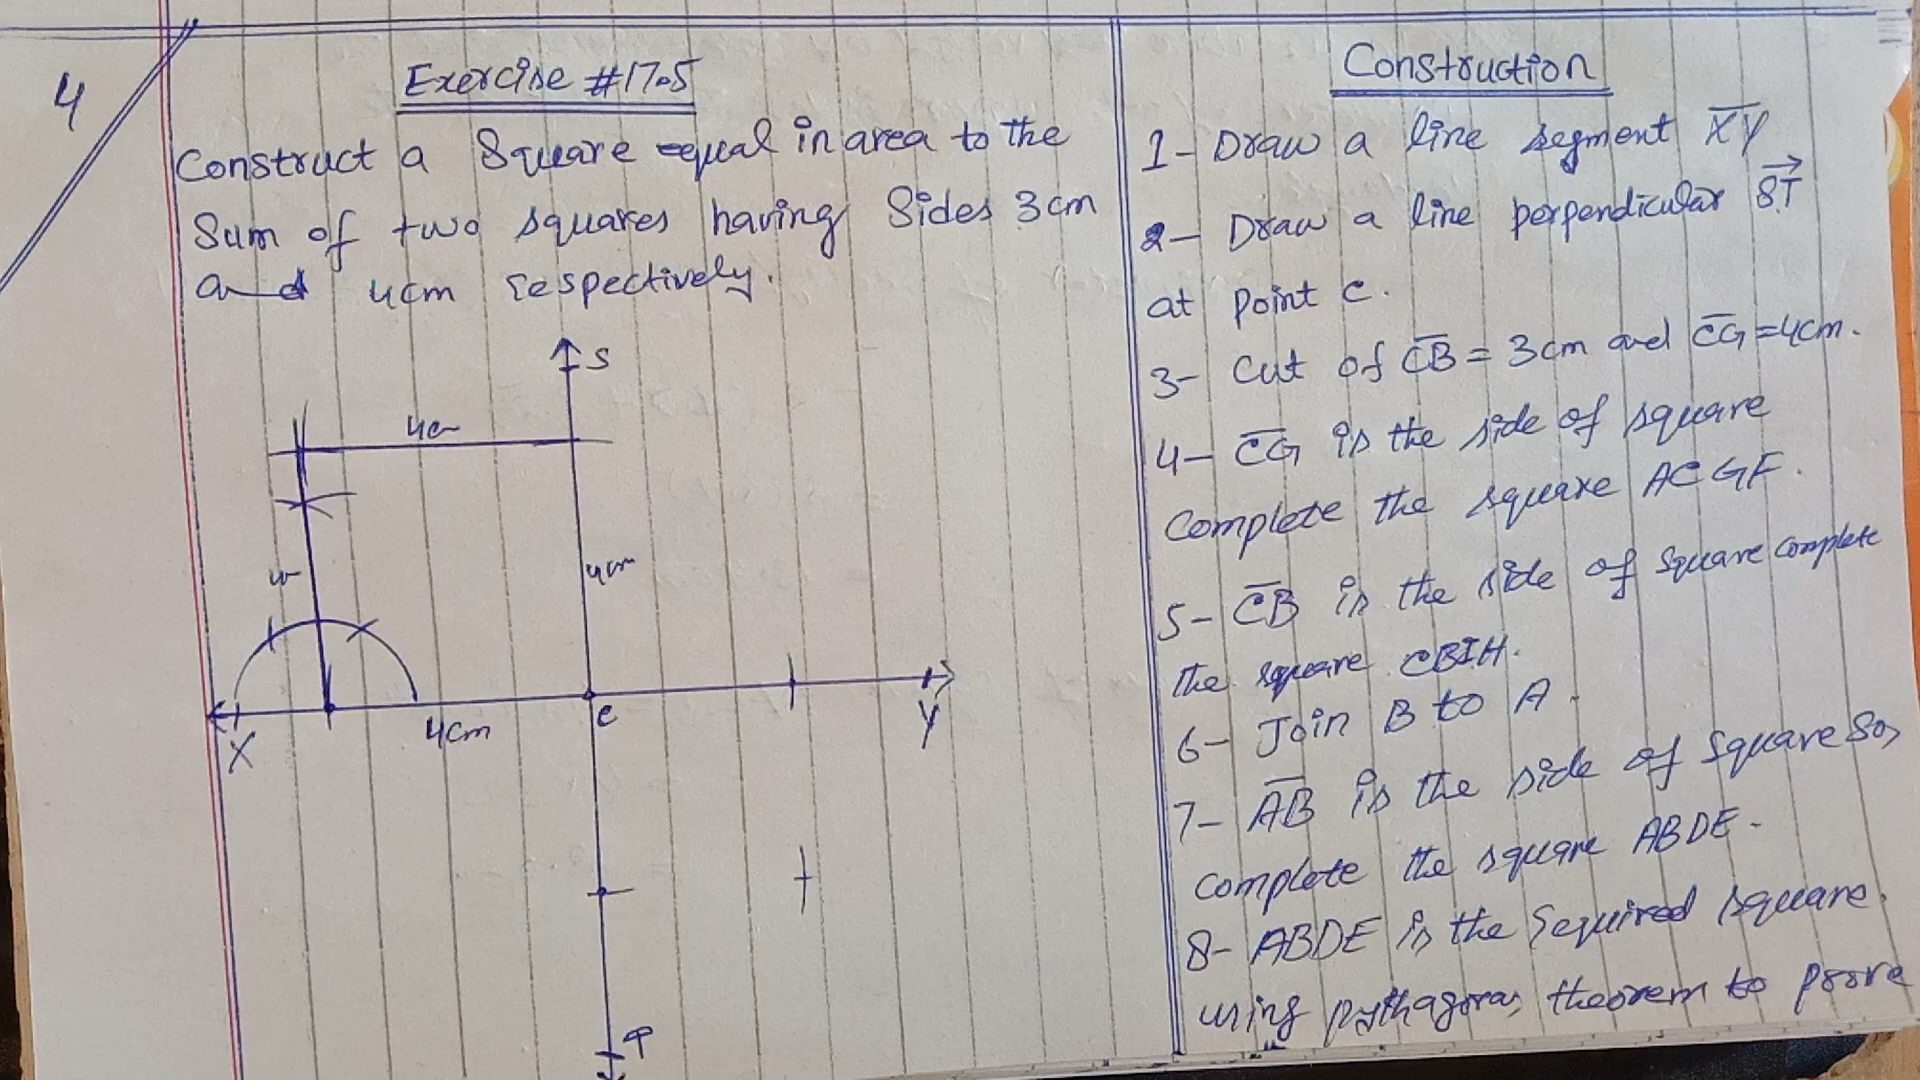 4
Exercise #17.5
Construct a Square equal in area to the
Sum of two squares having Sides 3cm
and 4cm respectively.
S
4c
4cm
X
4cm
c
Y
T
Construction
1- Draw a line segment XY
2- Draw a line perpendicular ST
at point C.
3- Cut of CB = 3cm and CG = 4cm.
4- CG is the side of square
Complete the square ACGF.
5- CB is the side of square complete
the square CBIH.
6- Join B to A.
7- AB is the side of square So,
complete the square ABDE.
8- ABDE is the required square.
using pythagoras theorem to prove